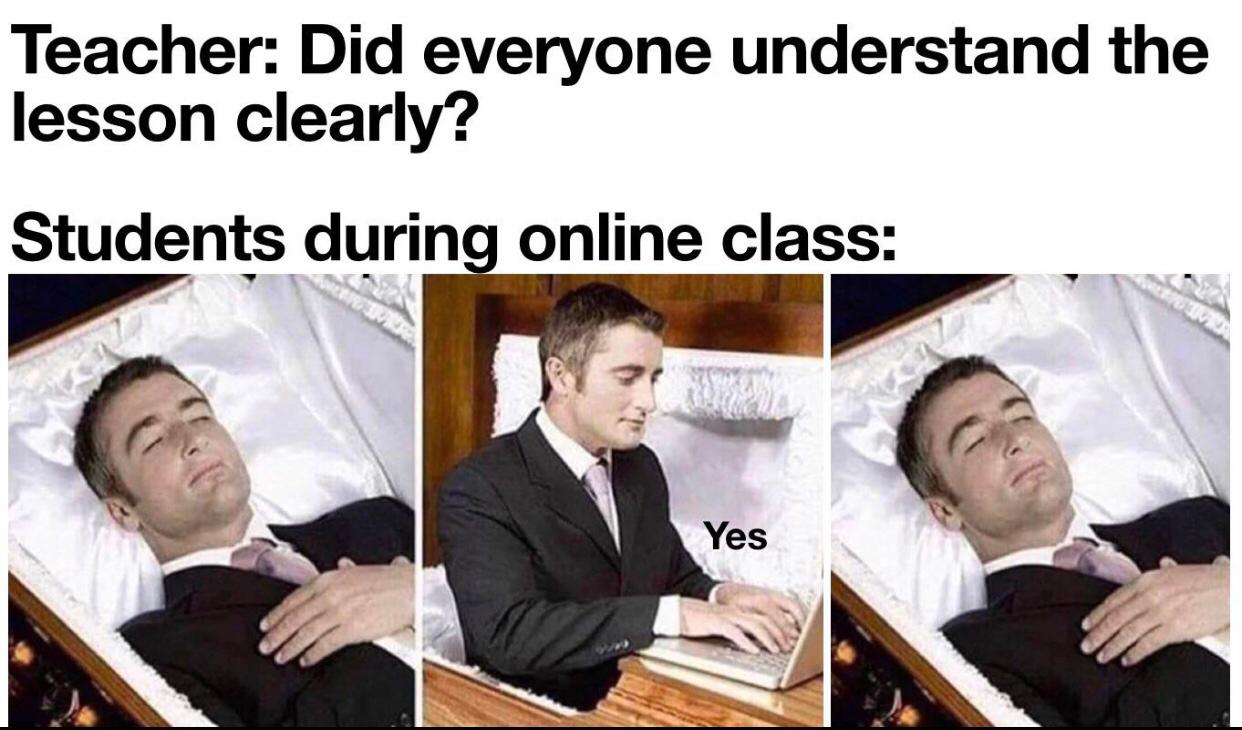 Teacher: Did everyone understand the
lesson clearly?
Students during online class:
Yes